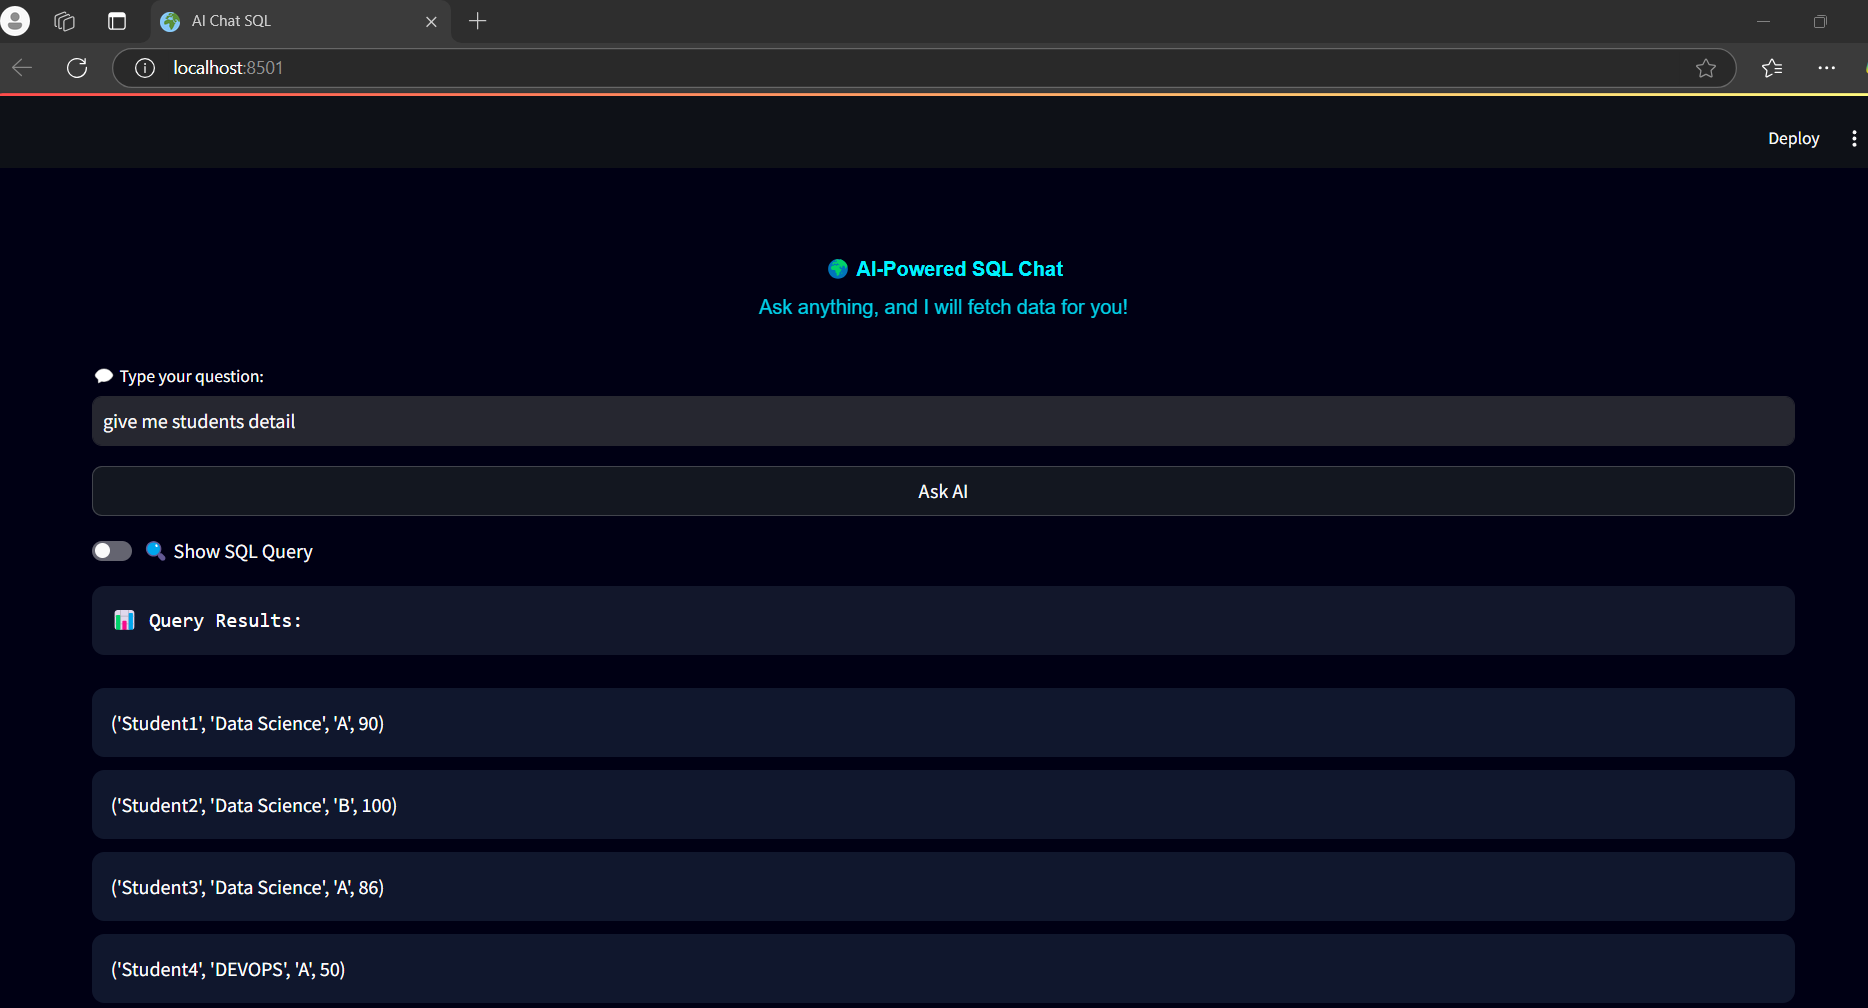 AI Chat SQL
localhost:8501
Deploy
AI-Powered SQL Chat
Ask anything, and I will fetch data for you!
Type your question:
give me students detail
Ask AI
Show SQL Query
Query Results:
('Student1', 'Data Science', 'A', 90)
('Student2', 'Data Science', 'B', 100)
('Student3', 'Data Science', 'A', 86)
('Student4', 'DEVOPS', 'A', 50)